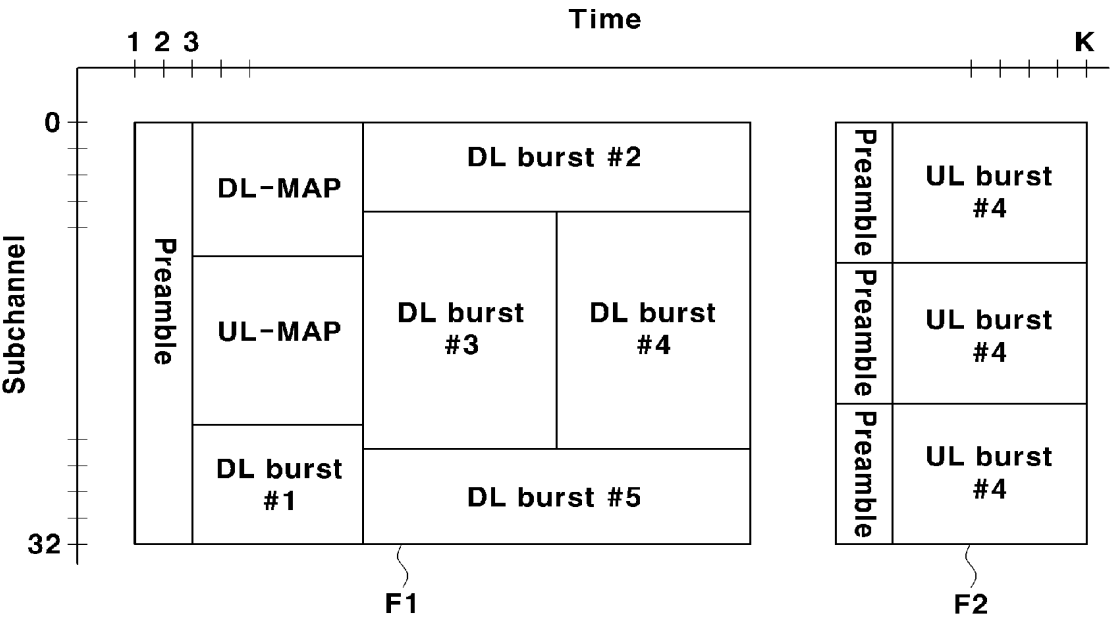 Time
1 2 3 K
0
32
Subchannel
Preamble
DL-MAP
UL-MAP
DL burst
#1
DL burst #2
DL burst
#3
DL burst
#4
DL burst #5
F1
Preamble
UL burst
#4
Preamble
UL burst
#4
Preamble
UL burst
#4
F2